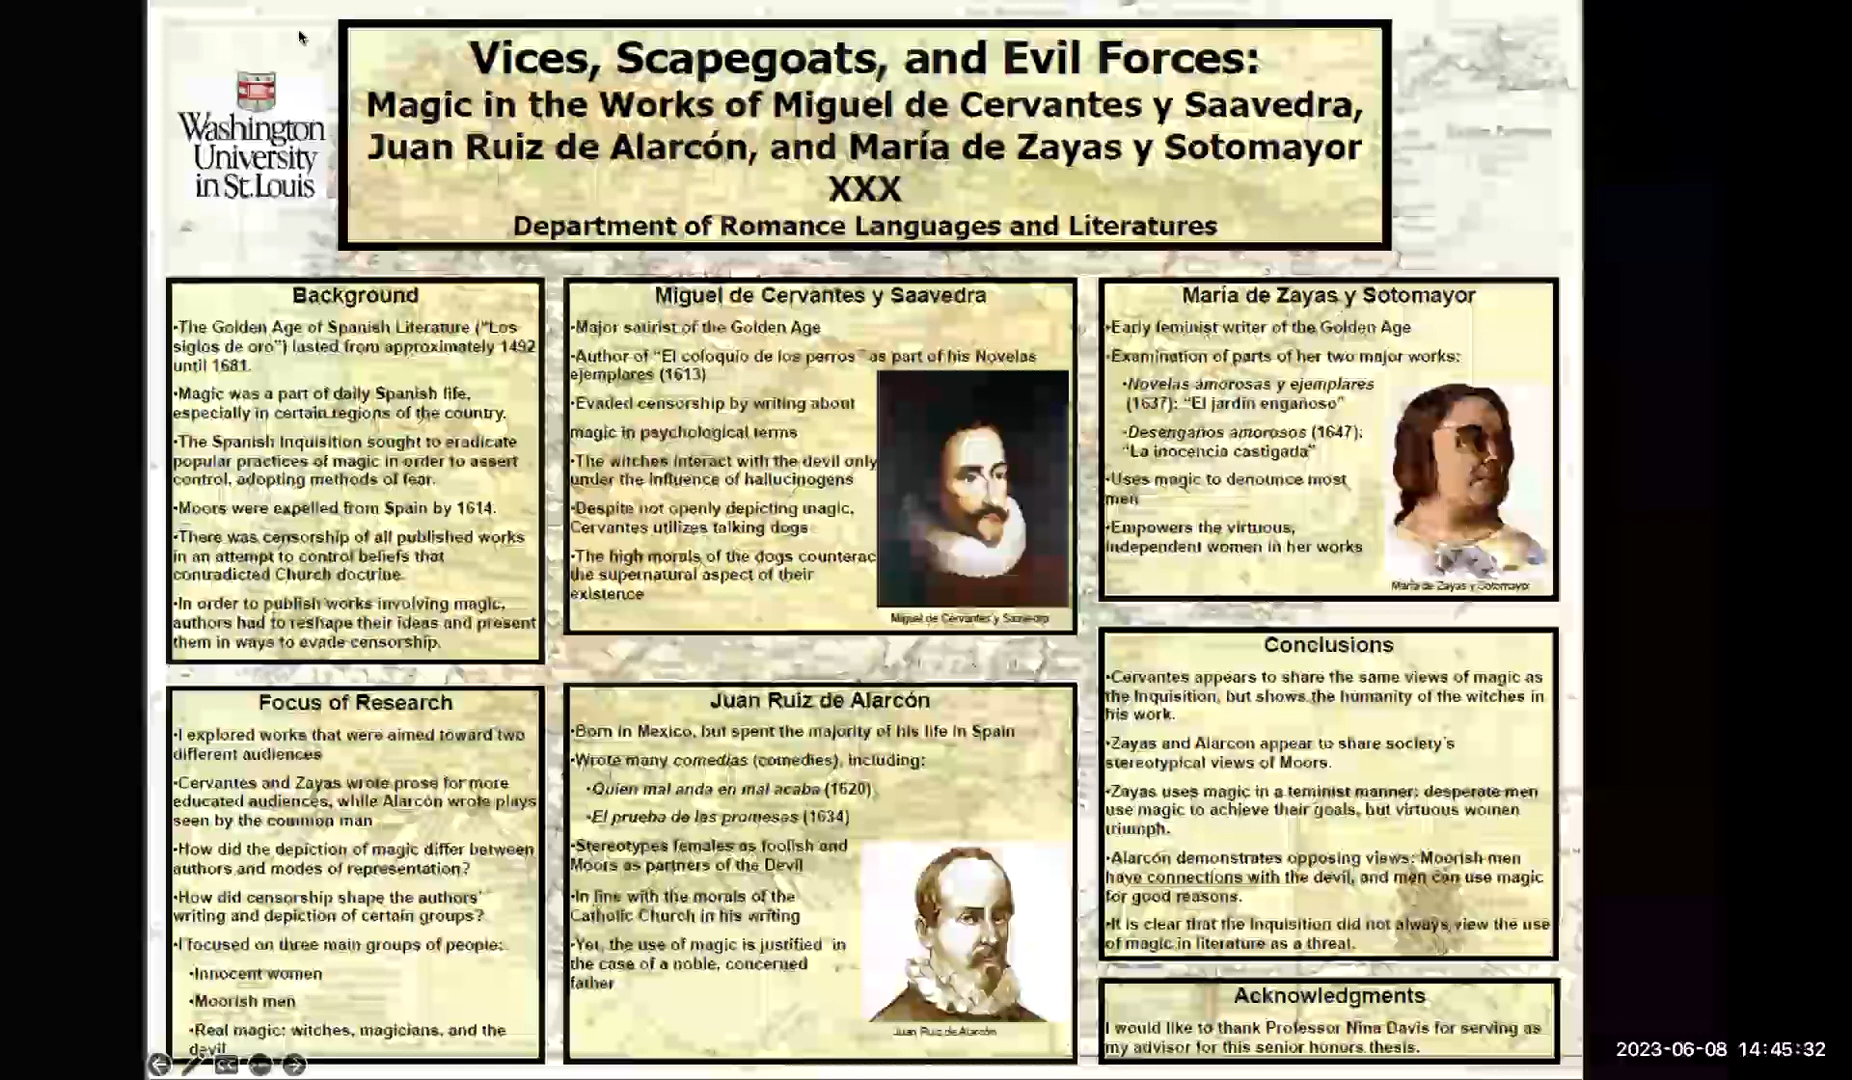 Washington
University
in St. Louis
Vices, Scapegoats, and Evil Forces:
Magic in the Works of Miguel de Cervantes y Saavedra,
Juan Ruiz de Alarcón, and María de Zayas y Sotomayor
XXX
Department of Romance Languages and Literatures
Background
•The Golden Age of Spanish Literature ("Los
siglos de oro") lasted from approximately 1492
until 1681.
•Magic was a part of daily Spanish life,
especially in certain regions of the country.
•The Spanish Inquisition sought to eradicate
popular practices of magic in order to assert
control, adopting methods of fear.
•Moors were expelled from Spain by 1614.
•There was censorship of all published works
in an attempt to control beliefs that
contradicted Church doctrine.
•In order to publish works involving magic,
authors had to reshape their ideas and present
them in ways to evade censorship.
Focus of Research
•I explored works that were aimed toward two
different audiences
•Cervantes and Zayas wrote prose for more
educated audiences, while Alarcón wrote plays
seen by the common man
•How did the depiction of magic differ between
authors and modes of representation?
•How did censorship shape the authors'
writing and depiction of certain groups?
•I focused on three main groups of people:
•Innocent women
•Moorish men
•Real magic: witches, magicians, and the
devil
Miguel de Cervantes y Saavedra
•Major satirist of the Golden Age
•Author of "El coloquio de los perros" as part of his Novelas
ejemplares (1613)
•Evaded censorship by writing about
magic in psychological terms
•The witches interact with the devil only
under the influence of hallucinogens
•Despite not openly depicting magic,
Cervantes utilizes talking dogs
•The high morals of the dogs counterac
the supernatural aspect of their
existence
Miguel de Cervantes y Saavedra
Juan Ruiz de Alarcón
•Born in Mexico, but spent the majority of his life in Spain
•Wrote many comedias (comedies), including:
•Quien mal anda en mal acaba (1620)
•El prueba de las promesas (1634)
•Stereotypes females as foolish and
Moors as partners of the Devil
•In line with the morals of the
Catholic Church in his writing
•Yet, the use of magic is justified in
the case of a noble, concerned
father
Juan Ruiz de Alarcón
María de Zayas y Sotomayor
•Early feminist writer of the Golden Age
•Examination of parts of her two major works:
•Novelas amorosas y ejemplares
(1637): "El jardín engañoso"
•Desengaños amorosos (1647):
"La inocencia castigada"
•Uses magic to denounce most
men
•Empowers the virtuous,
independent women in her works
María de Zayas y Sotomayor
Conclusions
•Cervantes appears to share the same views of magic as
the Inquisition, but shows the humanity of the witches in
his work.
•Zayas and Alarcon appear to share society's
stereotypical views of Moors.
•Zayas uses magic in a feminist manner: desperate men
use magic to achieve their goals, but virtuous women
triumph.
•Alarcón demonstrates opposing views: Moorish men
have connections with the devil, and men can use magic
for good reasons.
•It is clear that the Inquisition did not always view the use
of magic in literature as a threat.
Acknowledgments
I would like to thank Professor Nina Davis for serving as
my advisor for this senior honors thesis.
2023-06-08 14:45:32